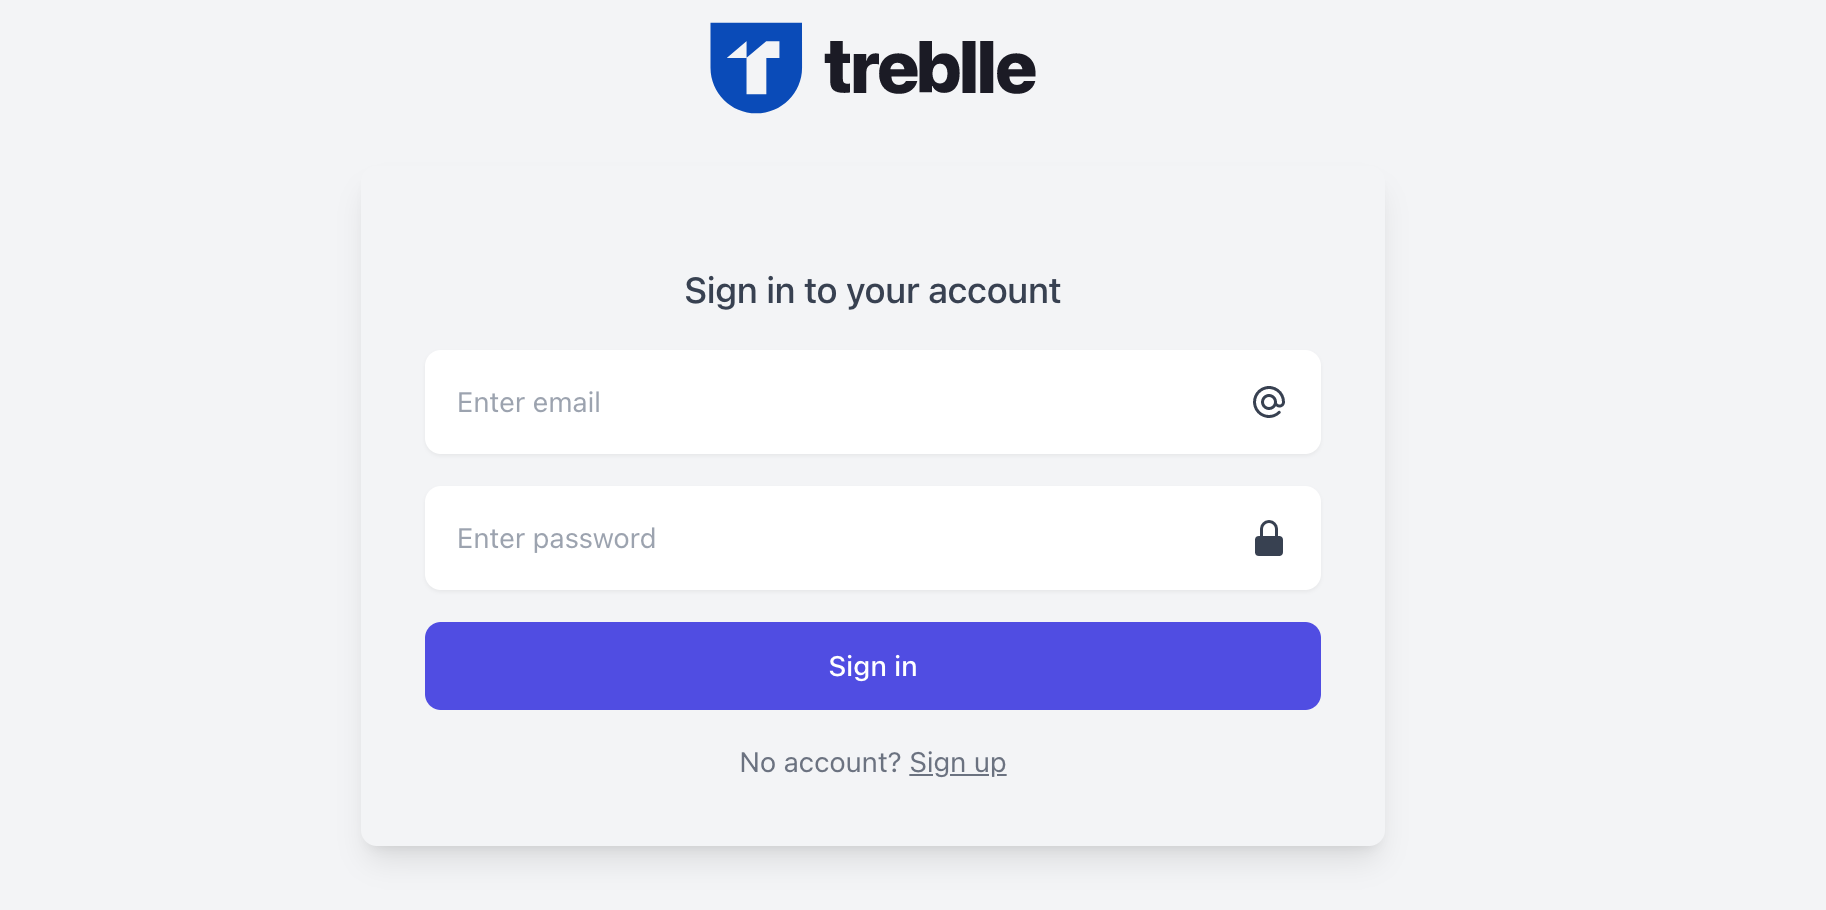 treblle
Sign in to your account
Enter email
Enter password
Sign in
No account? Sign up